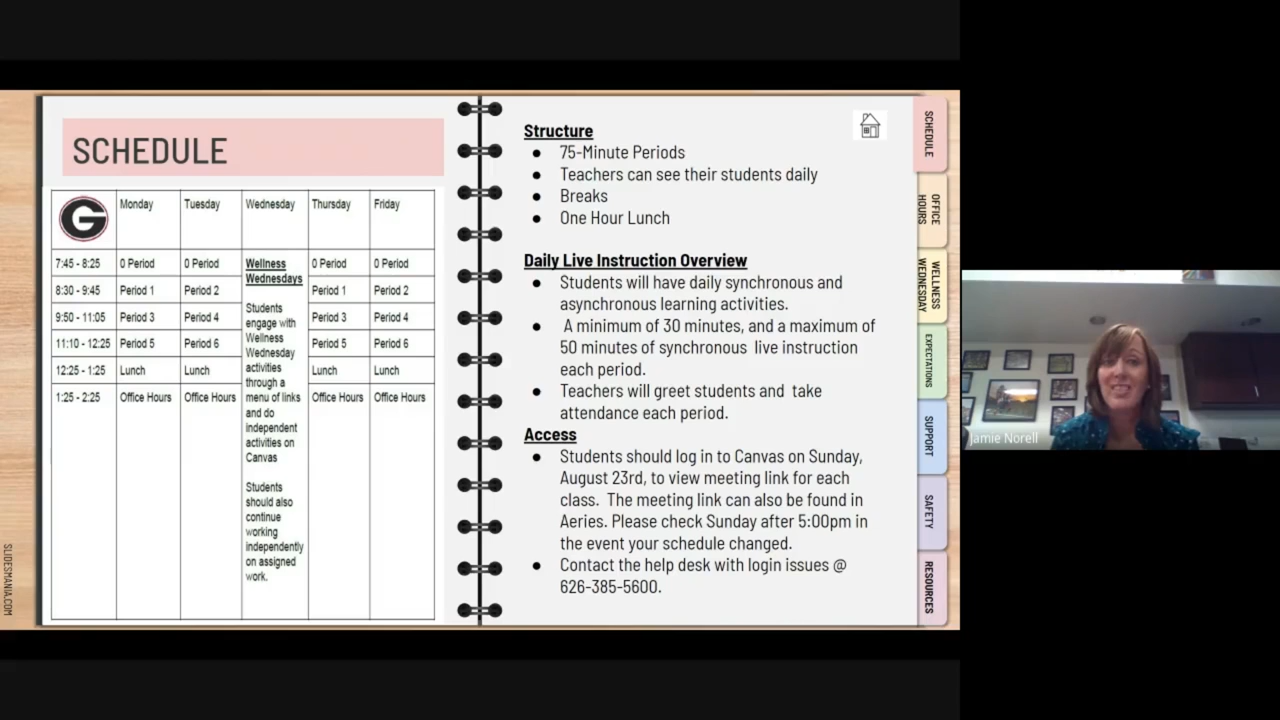 SCHEDULE
G
Monday Tuesday Wednesday Thursday Friday
7:45 - 8:25 0 Period 0 Period 0 Period 0 Period
8:30 - 9:45 Period 1 Period 2 Period 1 Period 2
9:50 - 11:05 Period 3 Period 4 Period 3 Period 4
11:10 - 12:25 Period 5 Period 6 Period 5 Period 6
12:25 - 1:25 Lunch Lunch Lunch Lunch
1:25 - 2:25 Office Hours Office Hours Office Hours Office Hours
Wellness
Wednesdays
Students
engage with
Wellness
Wednesday
activities
through a
menu of links
and do
independent
activities on
Canvas
Students
should also
continue
working
independently
on assigned
work.
SLIDESMANIA.COM
Structure
● 75-Minute Periods
● Teachers can see their students daily
● Breaks
● One Hour Lunch
Daily Live Instruction Overview
● Students will have daily synchronous and
asynchronous learning activities.
● A minimum of 30 minutes, and a maximum of
50 minutes of synchronous live instruction
each period.
● Teachers will greet students and take
attendance each period.
Access
● Students should log in to Canvas on Sunday,
August 23rd, to view meeting link for each
class. The meeting link can also be found in
Aeries. Please check Sunday after 5:00pm in
the event your schedule changed.
● Contact the help desk with login issues @
626-385-5600.
SCHEDULE
OFFICE
HOURS
WELLNESS
WEDNESDAY
EXPECTATIONS
SUPPORT
SAFETY
RESOURCES
Jamie Norell